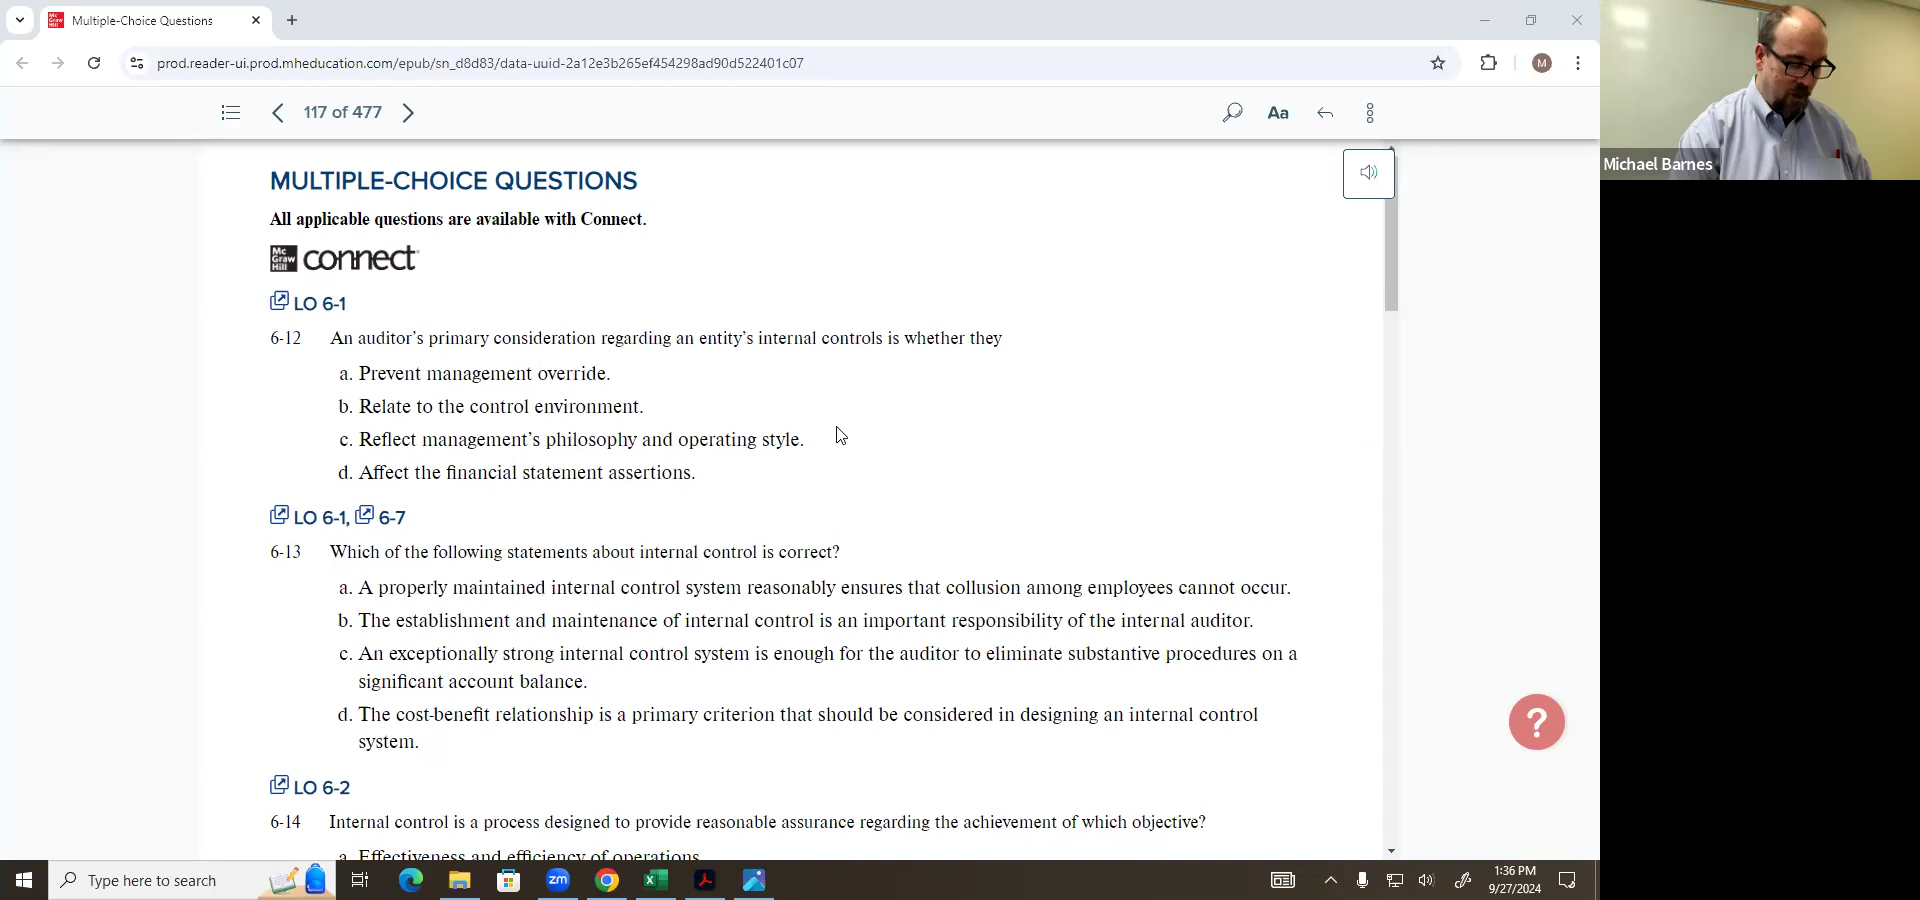 Multiple-Choice Questions
prod.reader-ui.prod.mheducation.com/epub/sn_d8d83/data-uuid-2a12e3b265ef454298ad90d522401c07
M
117 of 477
Aa
Michael Barnes
MULTIPLE-CHOICE QUESTIONS
All applicable questions are available with Connect.
Mc Graw Hill connect
LO 6-1
6-12 An auditor's primary consideration regarding an entity's internal controls is whether they
a. Prevent management override.
b. Relate to the control environment.
c. Reflect management's philosophy and operating style.
d. Affect the financial statement assertions.
LO 6-1, 6-7
6-13 Which of the following statements about internal control is correct?
a. A properly maintained internal control system reasonably ensures that collusion among employees cannot occur.
b. The establishment and maintenance of internal control is an important responsibility of the internal auditor.
c. An exceptionally strong internal control system is enough for the auditor to eliminate substantive procedures on a
significant account balance.
d. The cost-benefit relationship is a primary criterion that should be considered in designing an internal control
system.
?
LO 6-2
6-14 Internal control is a process designed to provide reasonable assurance regarding the achievement of which objective?
a. Effectiveness and efficiency of operations.
Type here to search
zm
1:36 PM
9/27/2024